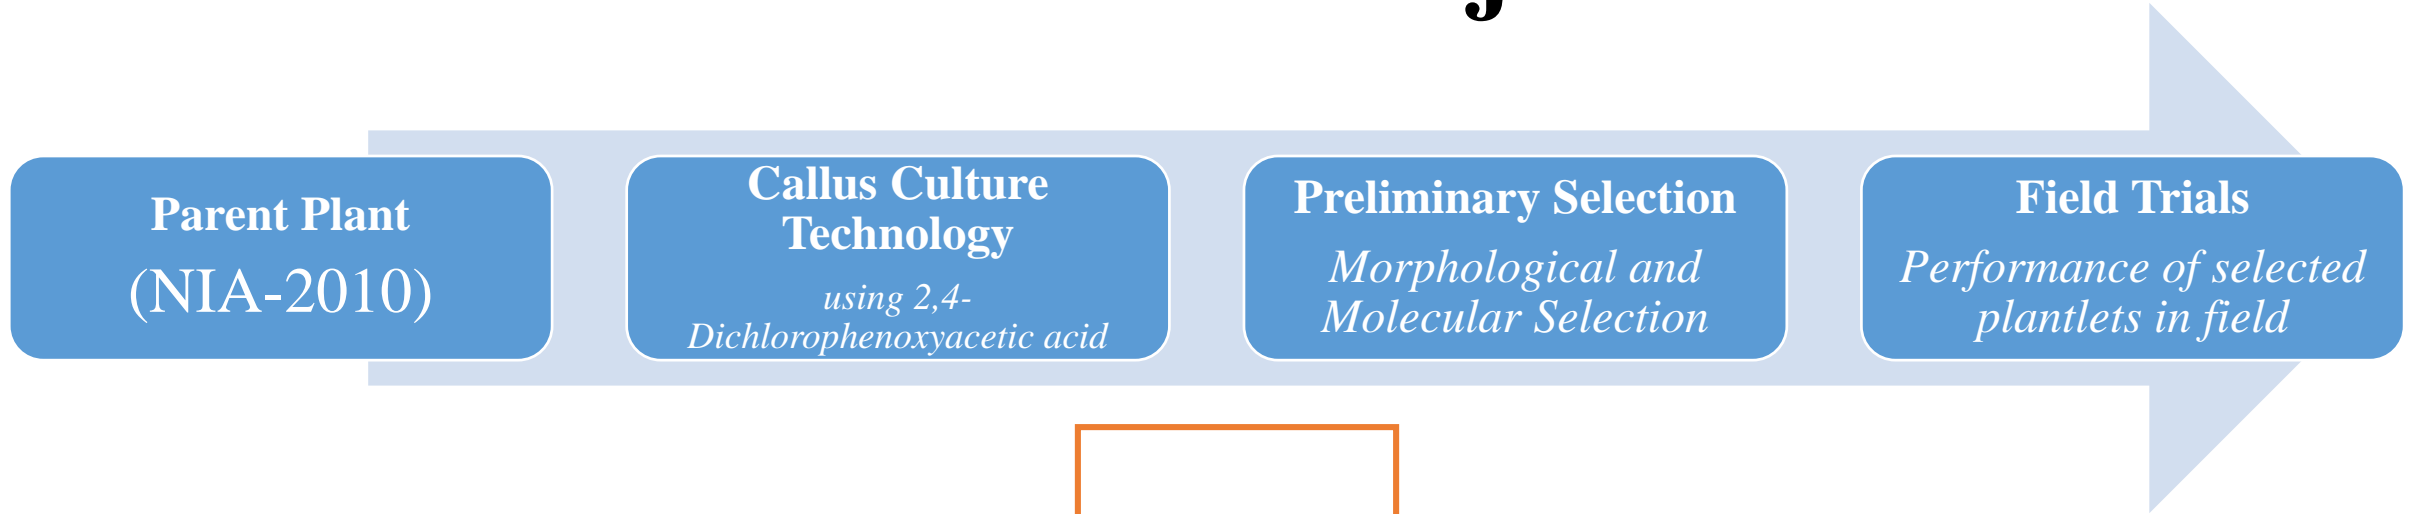 Parent Plant
(NIA-2010)
Callus Culture
Technology
using 2,4-
Dichlorophenoxyacetic acid
Preliminary Selection
Morphological and
Molecular Selection
Field Trials
Performance of selected
plantlets in field